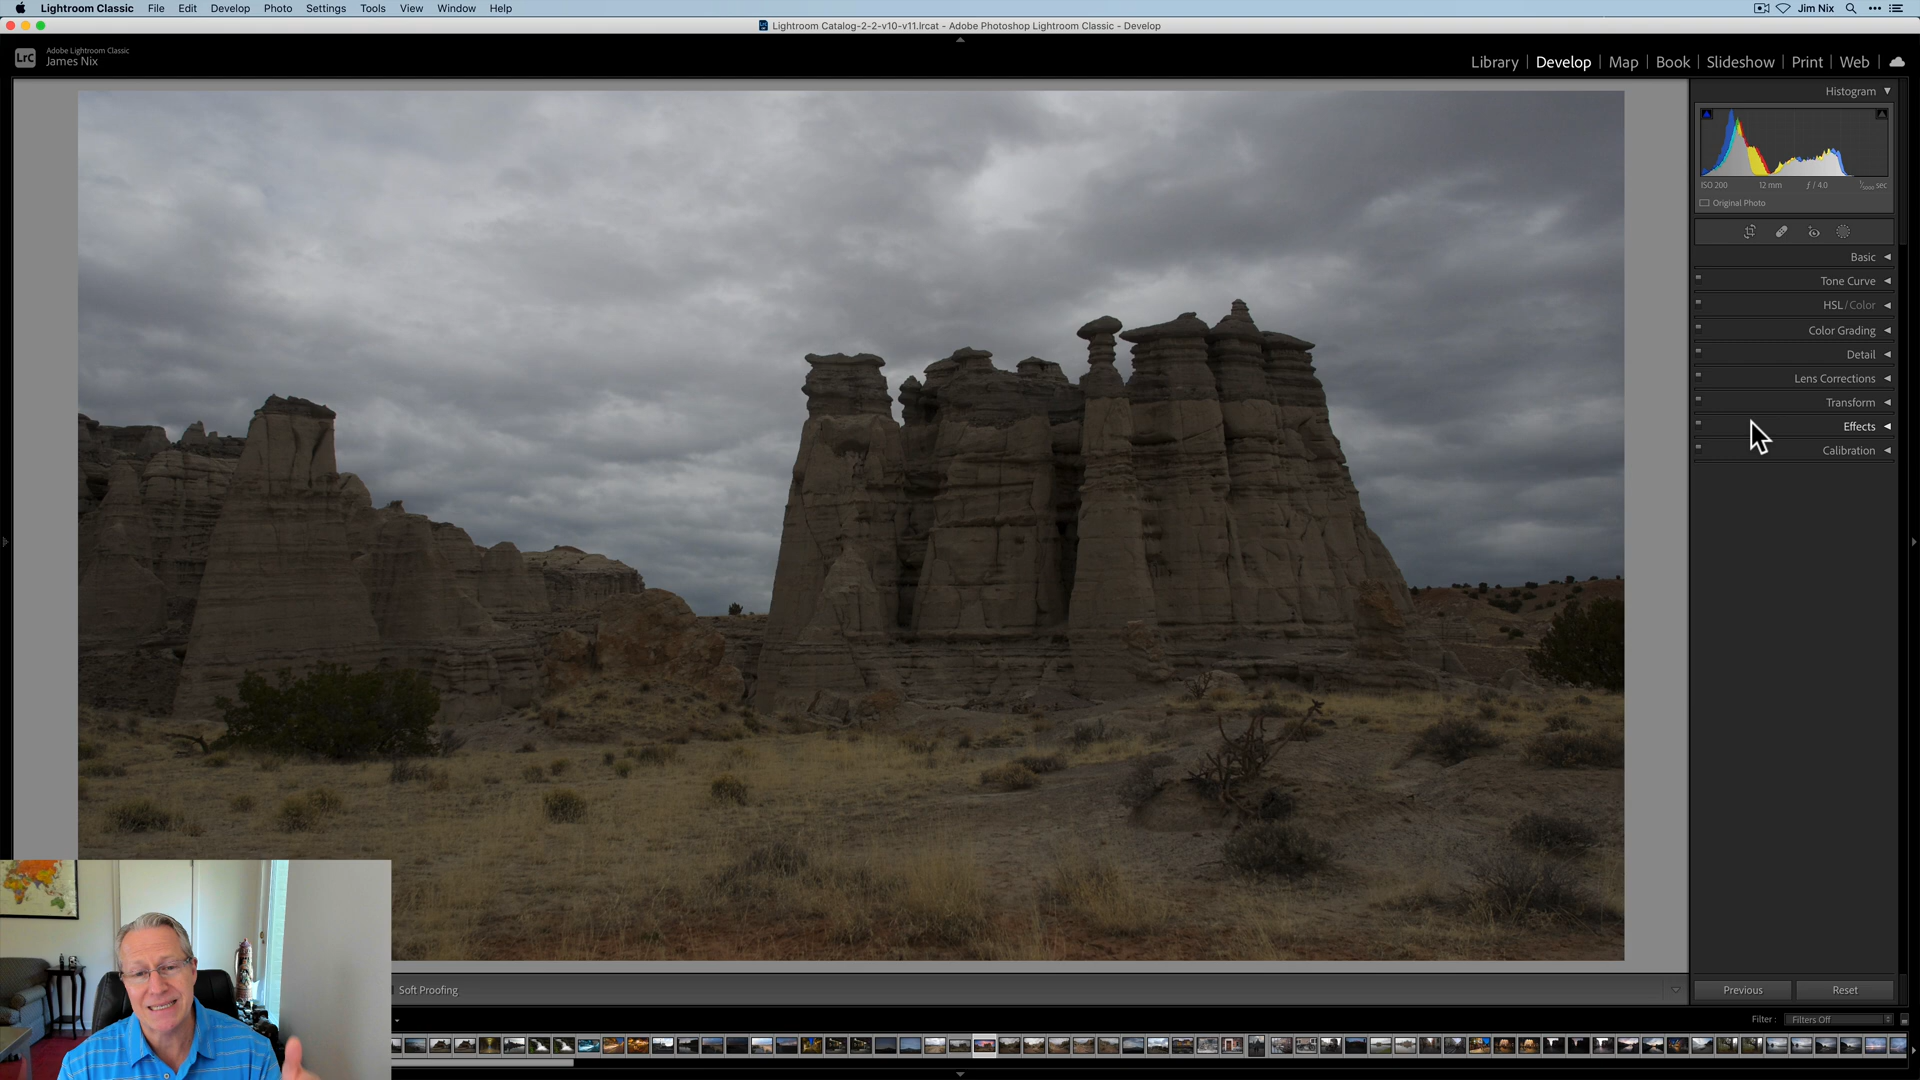 Lightroom Classic File Edit Develop Photo Settings Tools View Window Help Jim Nix
Lightroom Catalog-2-2-v10-v11.lrcat - Adobe Photoshop Lightroom Classic - Develop
LrC
Adobe Lightroom Classic
James Nix
Library | Develop | Map | Book | Slideshow | Print | Web
Histogram
ISO 200 12 mm ƒ / 4.0 sec
Original Photo
Basic
Tone Curve
HSL / Color
Color Grading
Detail
Lens Corrections
Transform
Effects
Calibration
Soft Proofing
Previous Reset
Filter : Filters Off